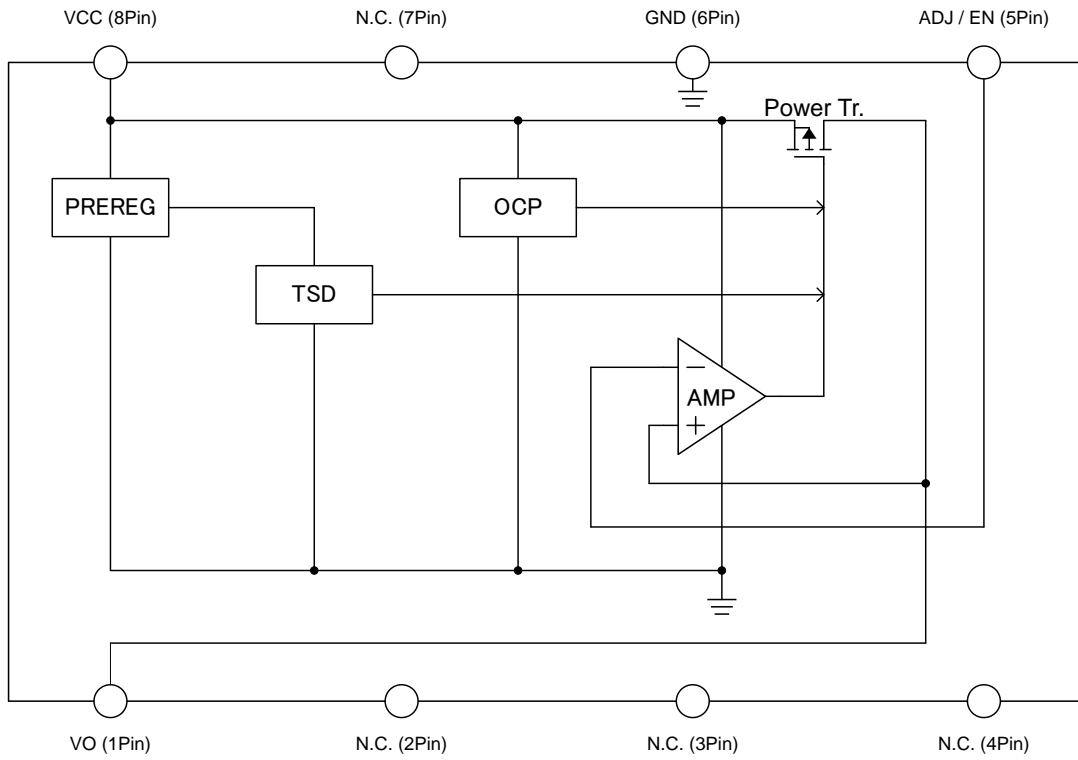 VCC (8Pin)
N.C. (7Pin)
GND (6Pin)
ADJ / EN (5Pin)
Power Tr.
PREREG
OCP
TSD
−
AMP
+
VO (1Pin)
N.C. (2Pin)
N.C. (3Pin)
N.C. (4Pin)